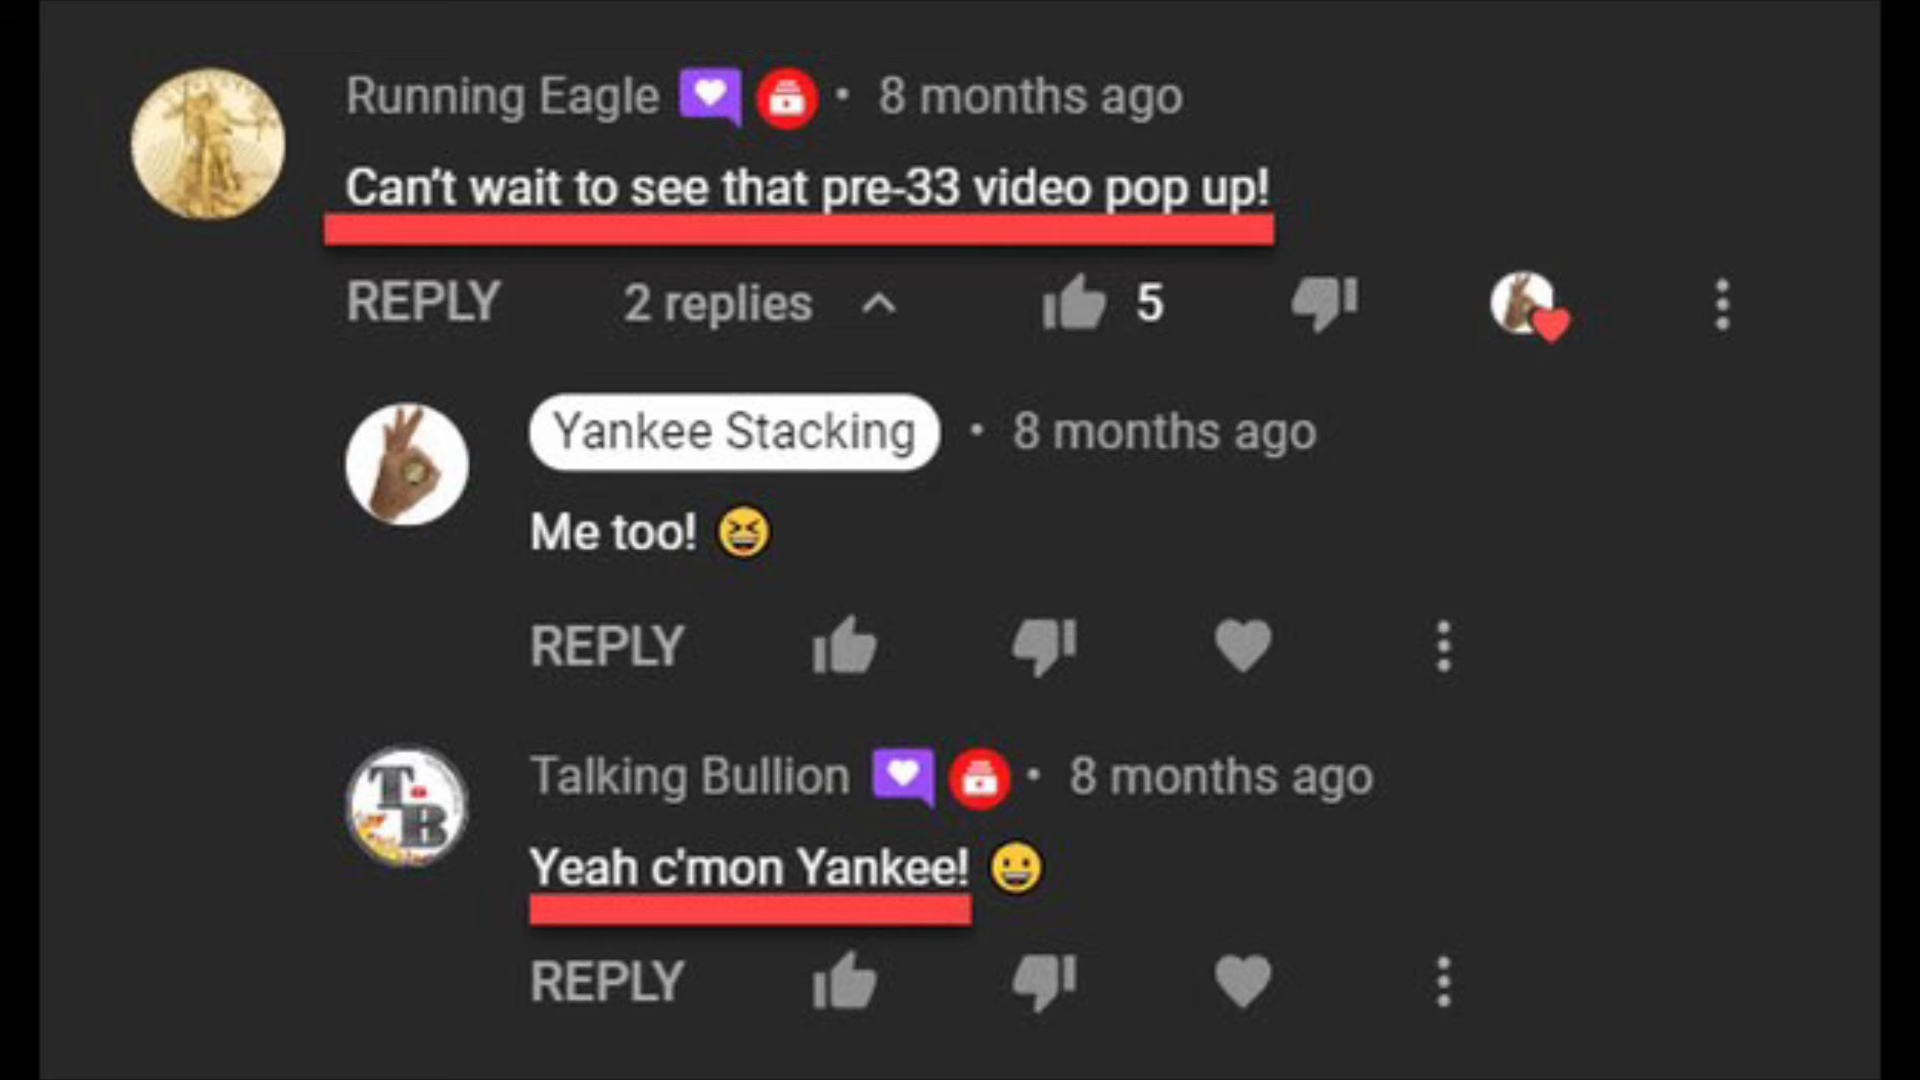 Running Eagle • 8 months ago
Can't wait to see that pre-33 video pop up!
REPLY 2 replies 5
Yankee Stacking • 8 months ago
Me too! 😆
REPLY
T B
Talking Bullion • 8 months ago
Yeah c'mon Yankee! 😀
REPLY